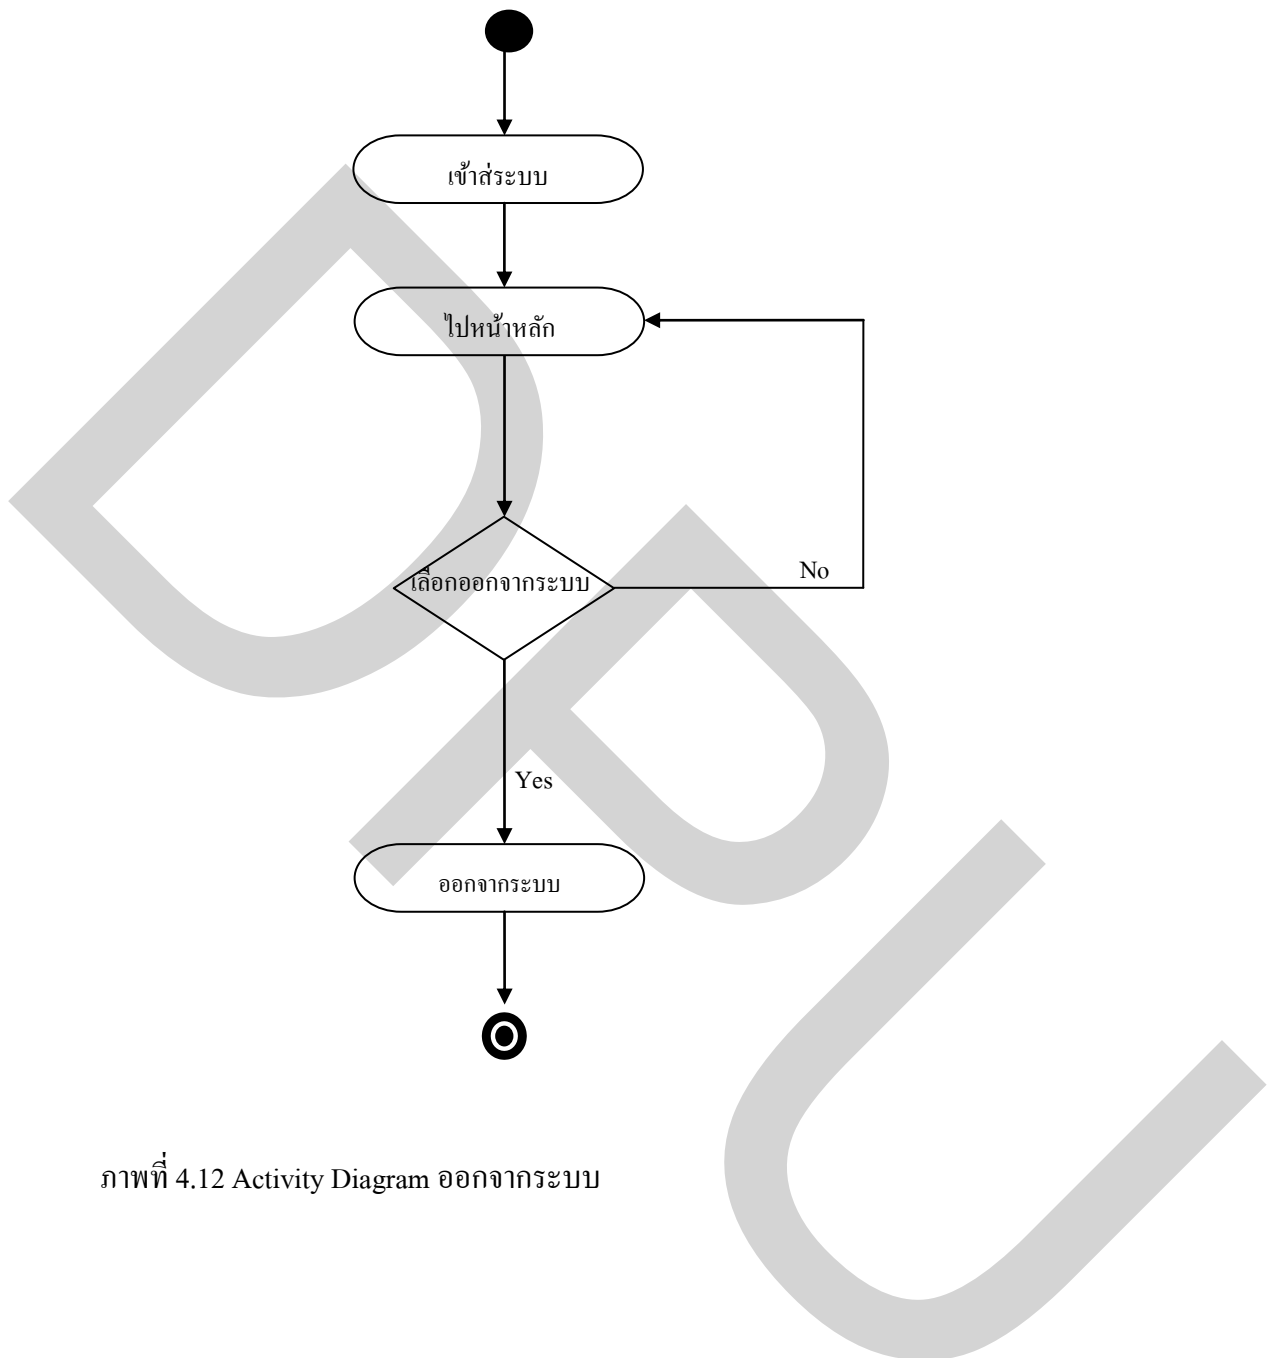 เข้าส่ระบบ
ไปหน้าหลัก
เลือกออกจากระบบ
No
Yes
ออกจากระบบ
ภาพที่ 4.12 Activity Diagram ออกจากระบบ
DPU